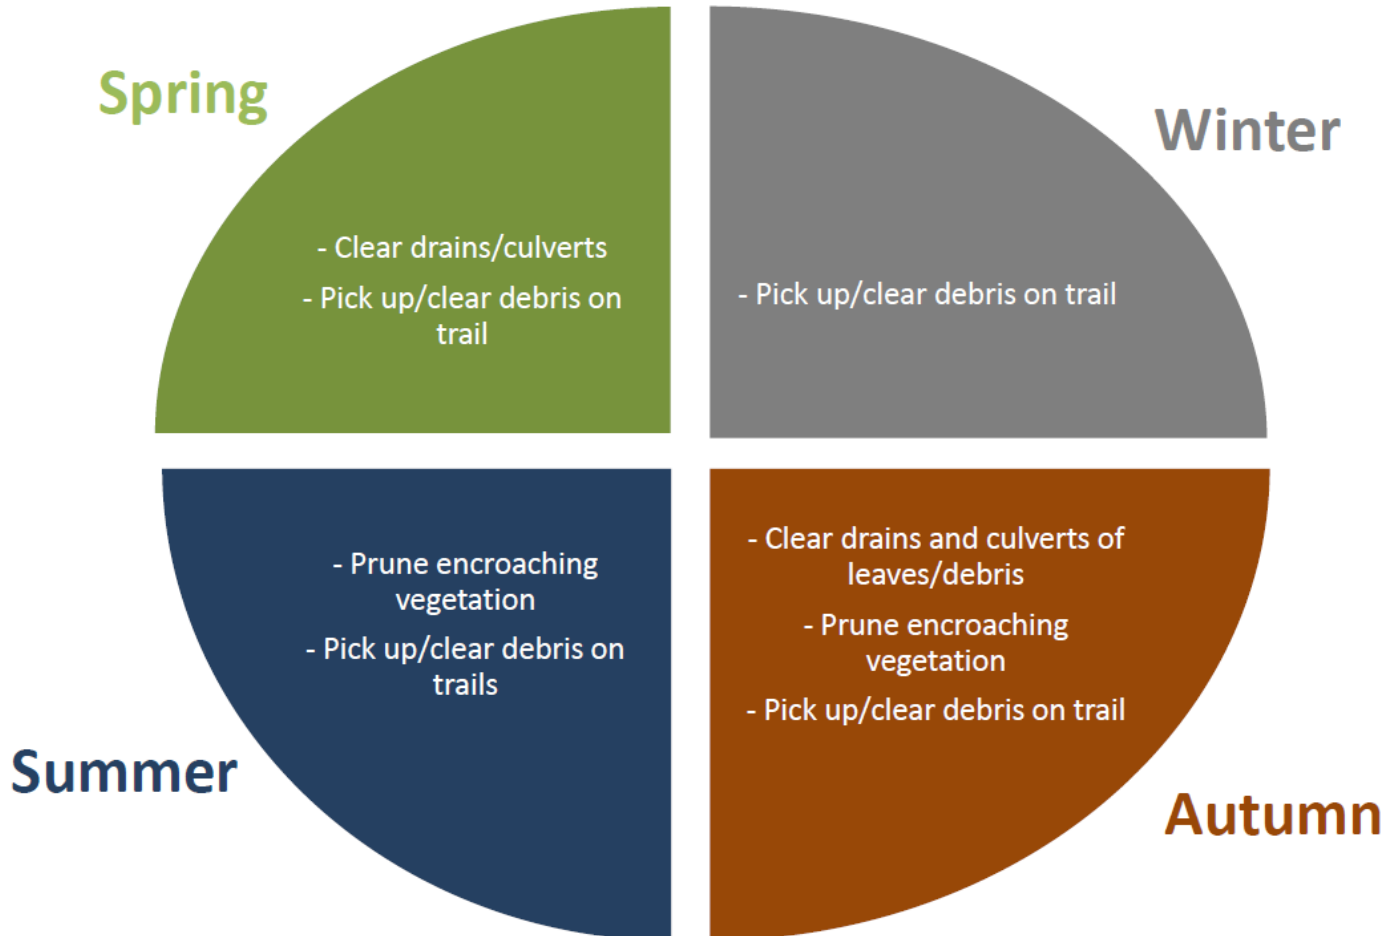 Spring
- Clear drains/culverts
- Pick up/clear debris on
trail
Winter
- Pick up/clear debris on trail
Summer
- Prune encroaching
vegetation
- Pick up/clear debris on
trails
Autumn
- Clear drains and culverts of
leaves/debris
- Prune encroaching
vegetation
- Pick up/clear debris on trail